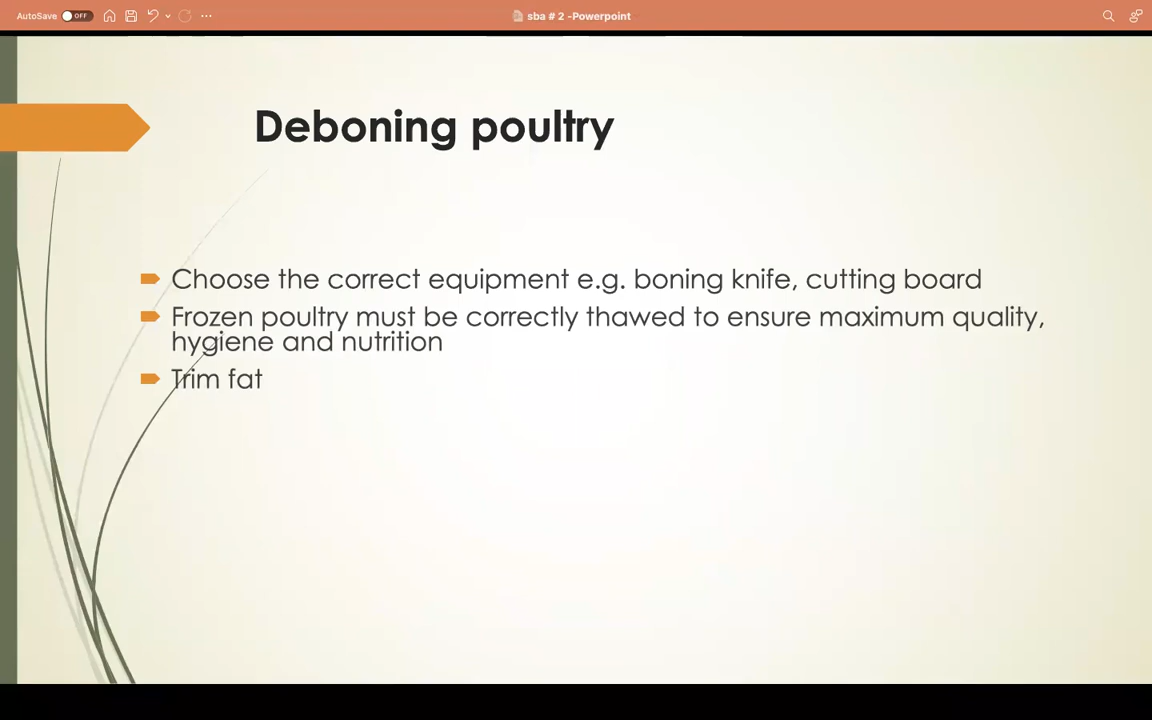 AutoSave OFF
sba # 2 -Powerpoint
Deboning poultry
Choose the correct equipment e.g. boning knife, cutting board
Frozen poultry must be correctly thawed to ensure maximum quality,
hygiene and nutrition
Trim fat